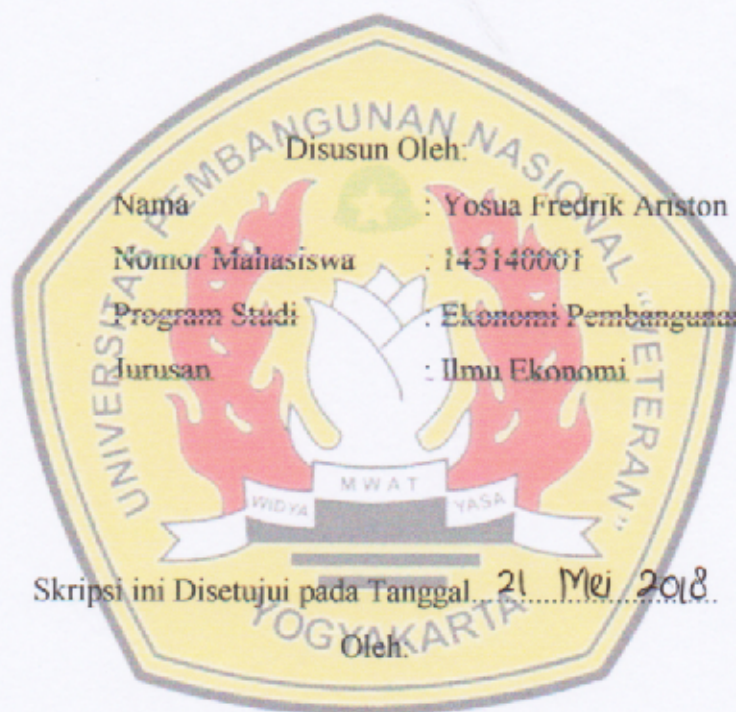 UNIVERSITAS PEMBANGUNAN NASIONAL "VETERAN"
Disusun Oleh:
Nama : Yosua Fredrik Ariston
Nomor Mahasiswa : 143140001
Program Studi : Ekonomi Pembangunan
Jurusan : Ilmu Ekonomi
WIDYA MWAT YASA
Skripsi ini Disetujui pada Tanggal 21 Mei 2018
YOGYAKARTA
Oleh: